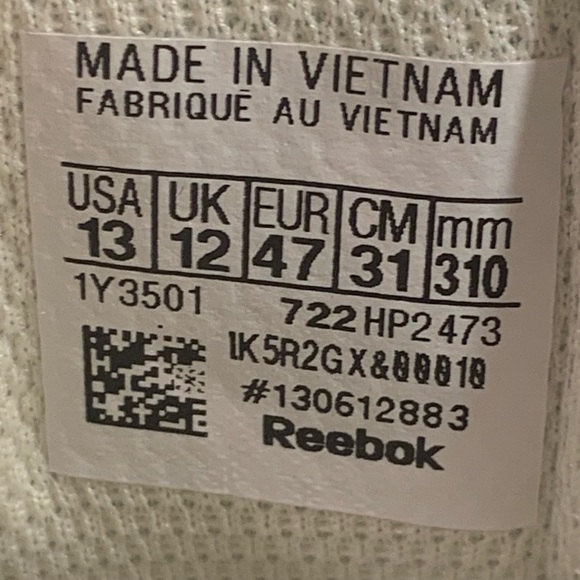 MADE IN VIETNAM
FABRIQUÉ AU VIETNAM
USA UK EUR CM mm
13 12 47 31 310
1Y3501 722 HP2473
1K5R2GX&00010
#130612883
Reebok